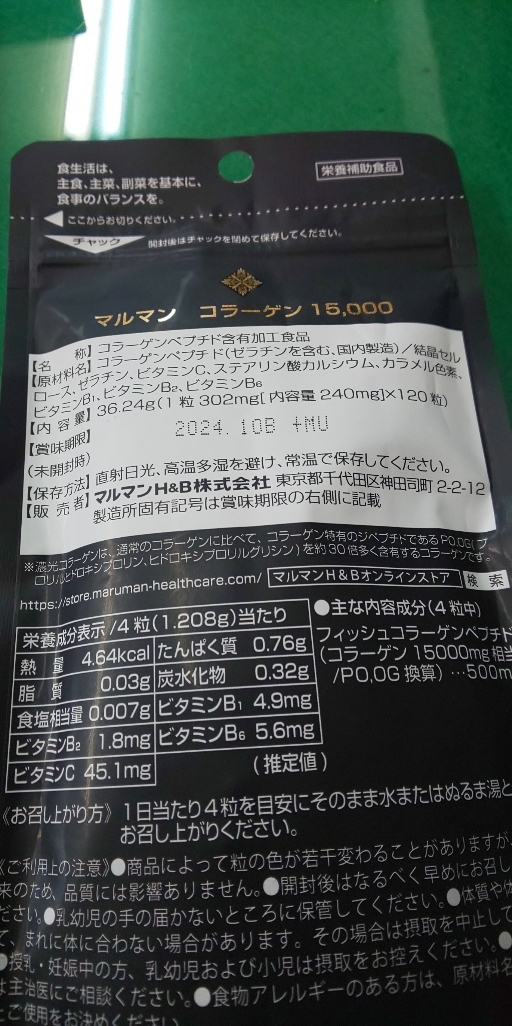 食生活は、
主食、主菜、副菜を基本に、
食事のバランスを。
栄養補助食品
ここからお切りください。
チャック 開封後はチャックを閉めて保存してください。
マルマン コラーゲン 15,000
【名 称】コラーゲンペプチド含有加工食品
【原材料名】コラーゲンペプチド(ゼラチンを含む、国内製造)/結晶セル
ロース、ゼラチン、ビタミンC、ステアリン酸カルシウム、カラメル色素、
ビタミンB₁、ビタミンB₂、ビタミンB₆
【内 容 量】36.24g(1粒 302mg[内容量 240mg]×120粒)
【賞味期限】 2024.10B +MU
(未開封時)
【保存方法】直射日光、高温多湿を避け、常温で保存してください。
【販 売 者】マルマンH&B株式会社 東京都千代田区神田司町 2-2-12
製造所固有記号は賞味期限の右側に記載
※濃光コラーゲンは、通常のコラーゲンに比べて、コラーゲン特有のジペプチドであるPO,OG(プ
ロリルヒドロキシプロリン、ヒドロキシプロリルグリシン)を約30倍多く含有するコラーゲンです。
https://store.maruman-healthcare.com/ マルマンH&Bオンラインストア 検索
栄養成分表示/4粒(1.208g)当たり
熱 量 4.64kcal たんぱく質 0.76g
脂 質 0.03g 炭水化物 0.32g
食塩相当量 0.007g ビタミンB₁ 4.9mg
ビタミンB₂ 1.8mg ビタミンB₆ 5.6mg
ビタミンC 45.1mg (推定値)
●主な内容成分(4粒中)
フィッシュコラーゲンペプチド
(コラーゲン 15000mg相当
/PO,OG 換算)…500m
《お召し上がり方》1日当たり4粒を目安にそのまま水またはぬるま湯と
お召し上がりください。
《ご利用上の注意》●商品によって粒の色が若干変わることがありますが、
来のため、品質には影響ありません。●開封後はなるべく早めにお召し
ださい。●乳幼児の手の届かないところに保管してください。●体質や体
て、まれに体に合わない場合があります。その場合は摂取を中止して
●授乳・妊娠中の方、乳幼児および小児は摂取をお控えください。●
は主治医にご相談ください。●食物アレルギーのある方は、原材料名
ご使用をお決めください